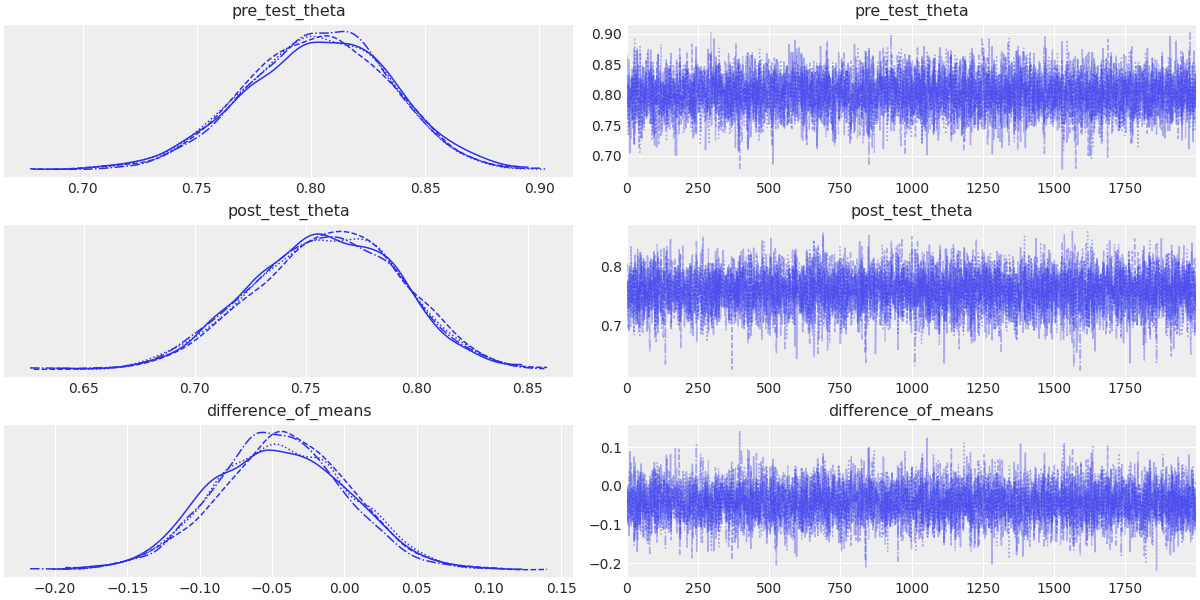 pre_test_theta
pre_test_theta
0.90
0.85
0.80
0.75
0.70
0.70 0.75 0.80 0.85 0.90
0 250 500 750 1000 1250 1500 1750
post_test_theta
post_test_theta
0.8
0.7
0.65 0.70 0.75 0.80 0.85
0 250 500 750 1000 1250 1500 1750
difference_of_means
difference_of_means
0.1
0.0
−0.1
−0.2
−0.20 −0.15 −0.10 −0.05 0.00 0.05 0.10 0.15
0 250 500 750 1000 1250 1500 1750